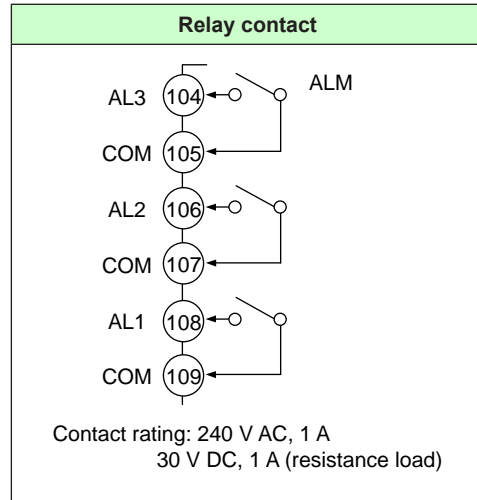 Relay contact
AL3 104 ALM
COM 105
AL2 106
COM 107
AL1 108
COM 109
Contact rating: 240 V AC, 1 A
30 V DC, 1 A (resistance load)